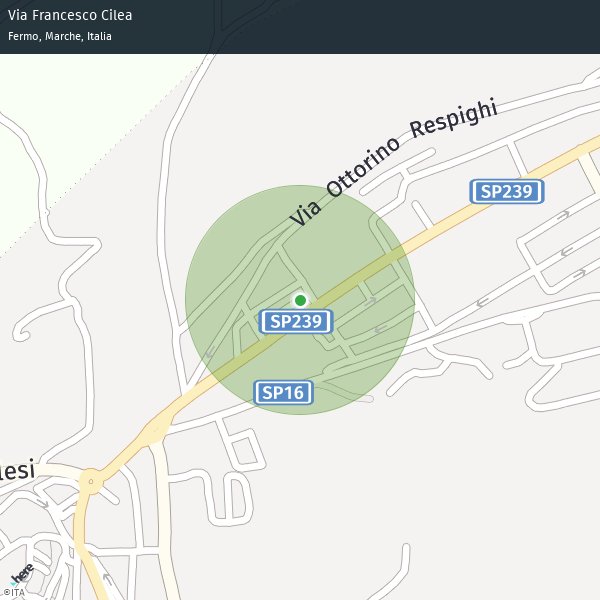 Via Francesco Cilea
Fermo, Marche, Italia
Via Ottorino Respighi
SP239
SP239
SP16
lesi
here
©ITA